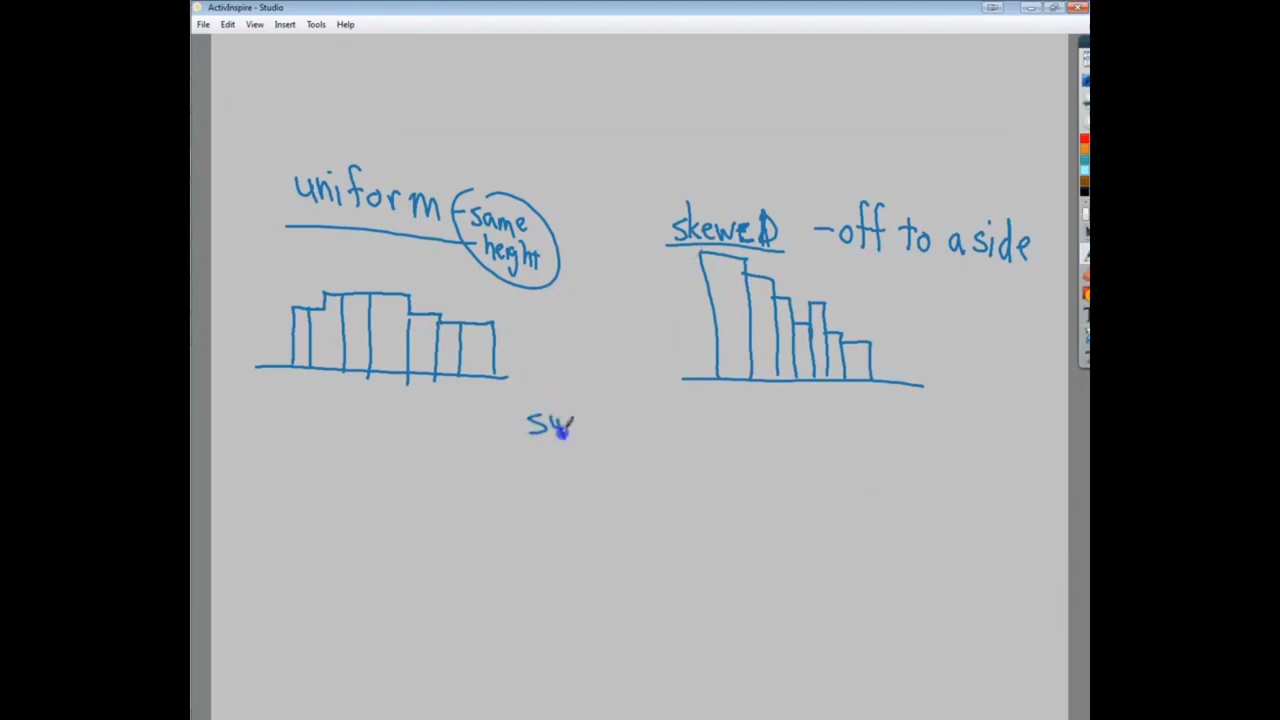 ActivInspire - Studio
File Edit View Insert Tools Help
uniform - same
height
skewed - off to a side